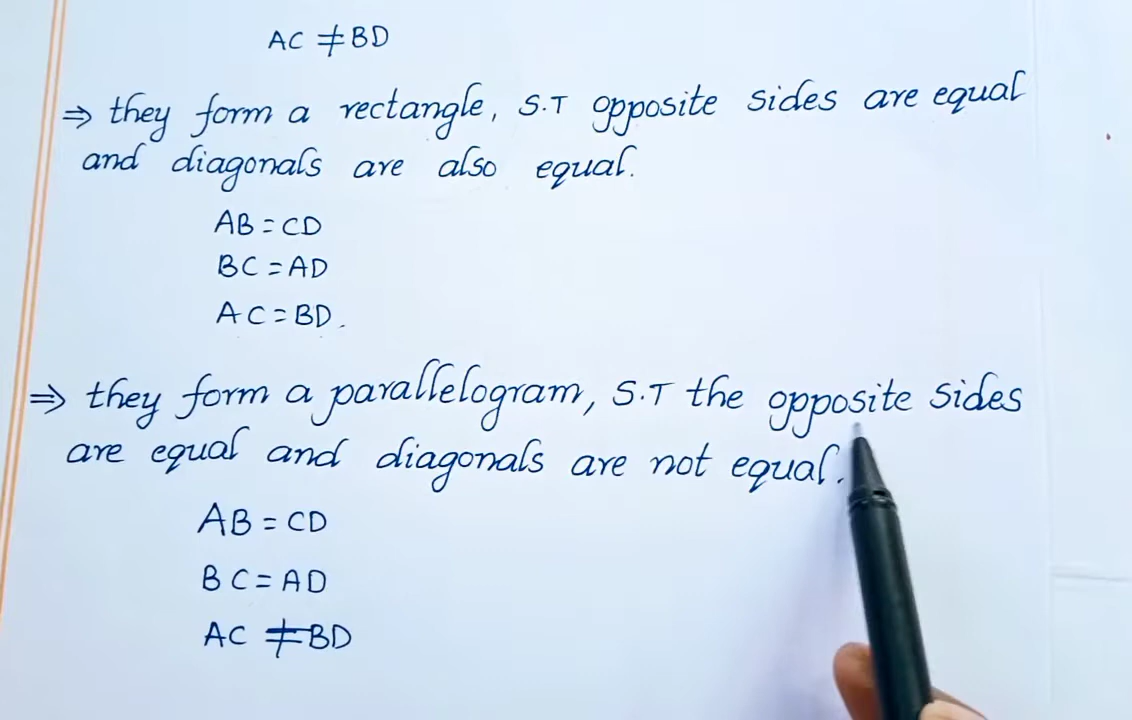 AC ≠ BD
⇒ they form a rectangle, S.T opposite sides are equal
and diagonals are also equal.
AB = CD
BC = AD
AC = BD.
⇒ they form a parallelogram, S.T the opposite sides
are equal and diagonals are not equal.
AB = CD
BC = AD
AC ≠ BD